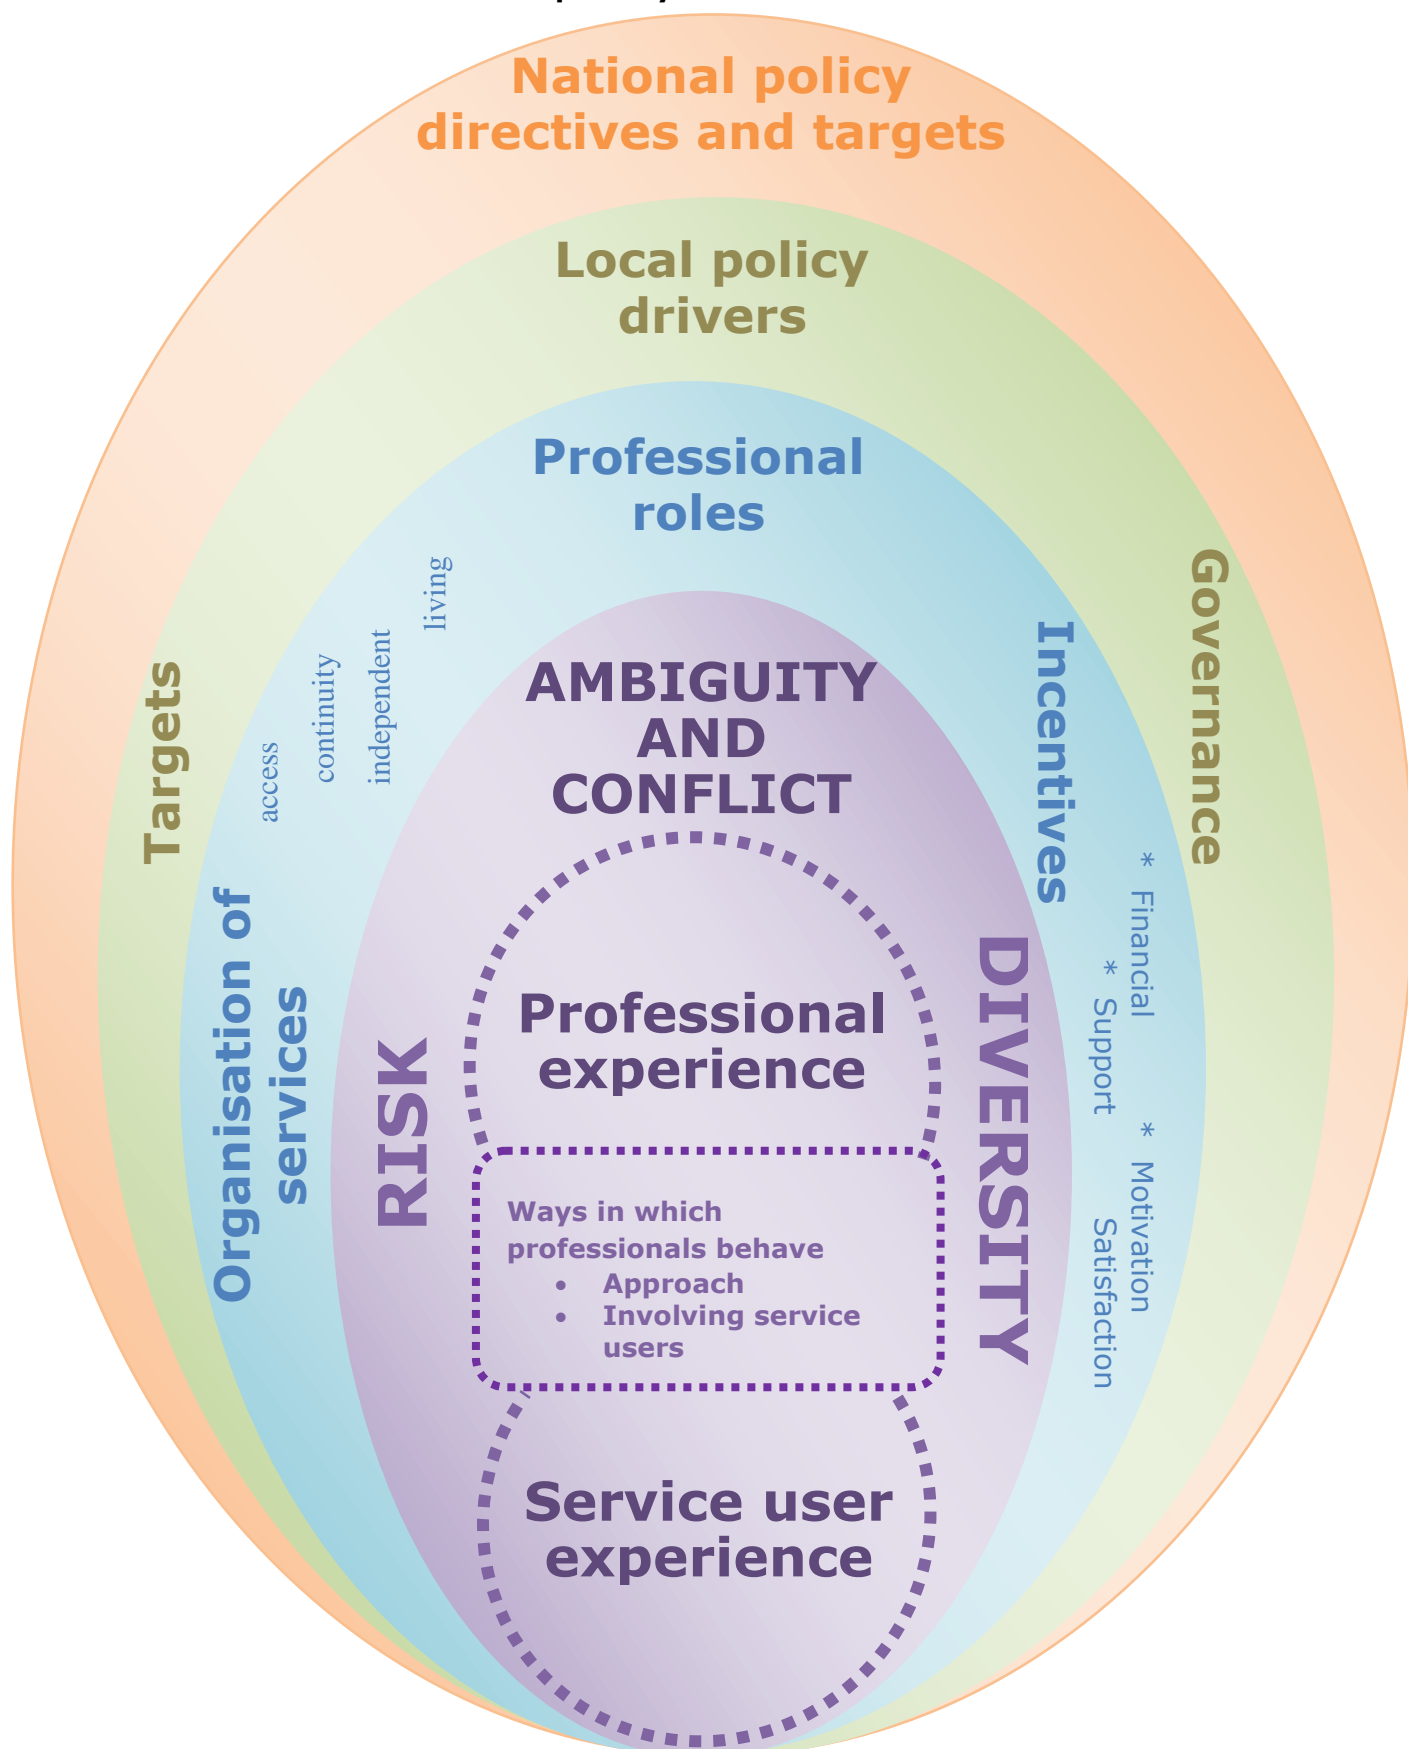 National policy
directives and targets
Local policy
drivers
Professional
roles
living
independent
continuity
access
Targets
Governance
Incentives
AMBIGUITY
AND
CONFLICT
Organisation of
services
RISK
DIVERSITY
* Financial
* Support
* Motivation
Satisfaction
Professional
experience
Ways in which
professionals behave
• Approach
• Involving service
users
Service user
experience